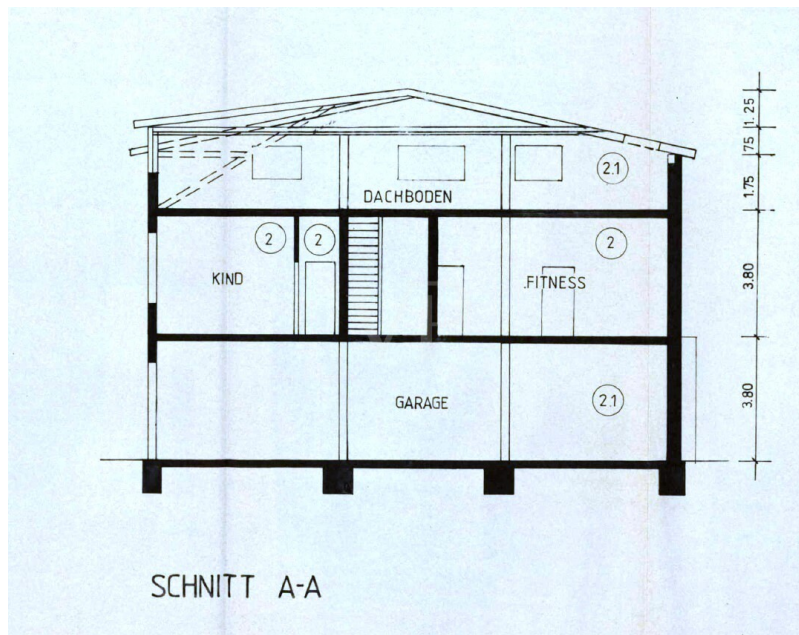 1.25
75
2.1
1.75
DACHBODEN
2
2
2
KIND
FITNESS
3.80
GARAGE
2.1
3.80
SCHNITT A-A